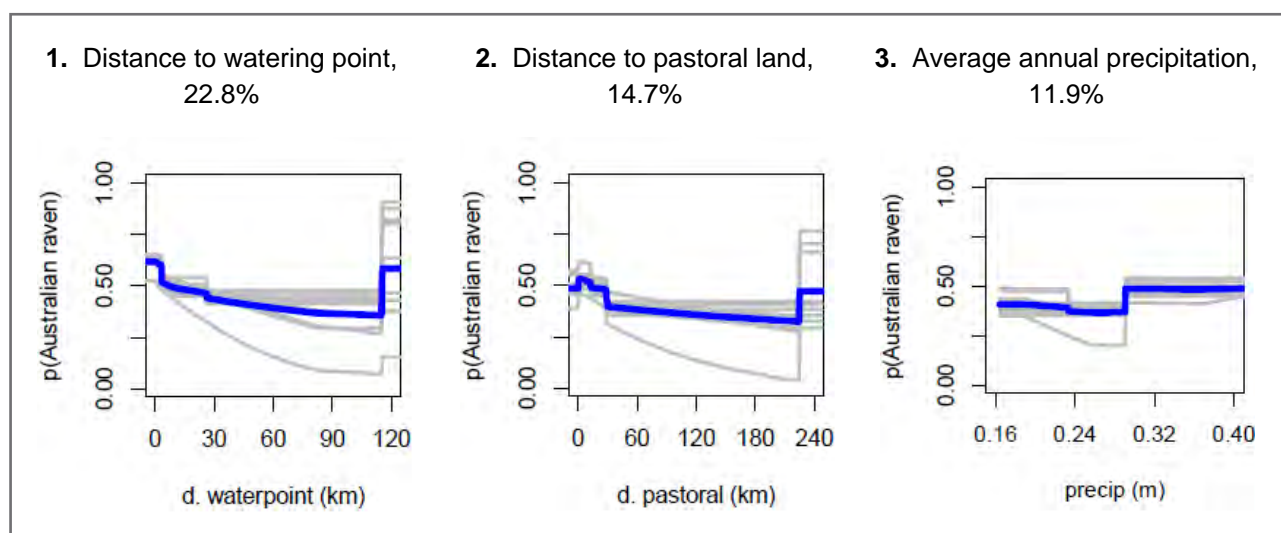 1. Distance to watering point,
22.8%
2. Distance to pastoral land,
14.7%
3. Average annual precipitation,
11.9%
p(Australian raven)
0.00 0.50 1.00
0 30 60 90 120
d. waterpoint (km)
p(Australian raven)
0.00 0.50 1.00
0 60 120 180 240
d. pastoral (km)
p(Australian raven)
0.00 0.50 1.00
0.16 0.24 0.32 0.40
precip (m)